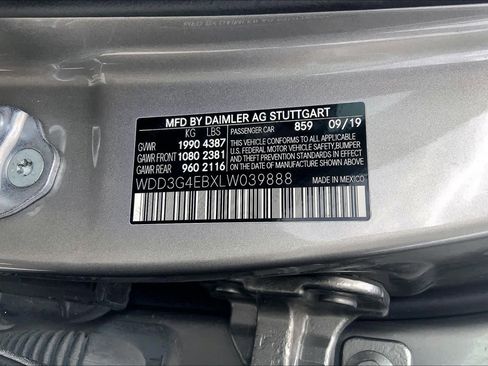 MFD BY DAIMLER AG STUTTGART
KG LBS PASSENGER CAR 859 09/19
GVWR 1990 4387
GAWR FRONT 1080 2381
GAWR REAR 960 2116
THIS VEHICLE CONFORMS TO ALL APPLICABLE
U.S. FEDERAL MOTOR VEHICLE SAFETY, BUMPER
AND THEFT PREVENTION STANDARDS IN EFFECT
ON THE DATE OF MANUFACTURE SHOWN ABOVE.
WDD3G4EBXLW039888
MADE IN MEXICO